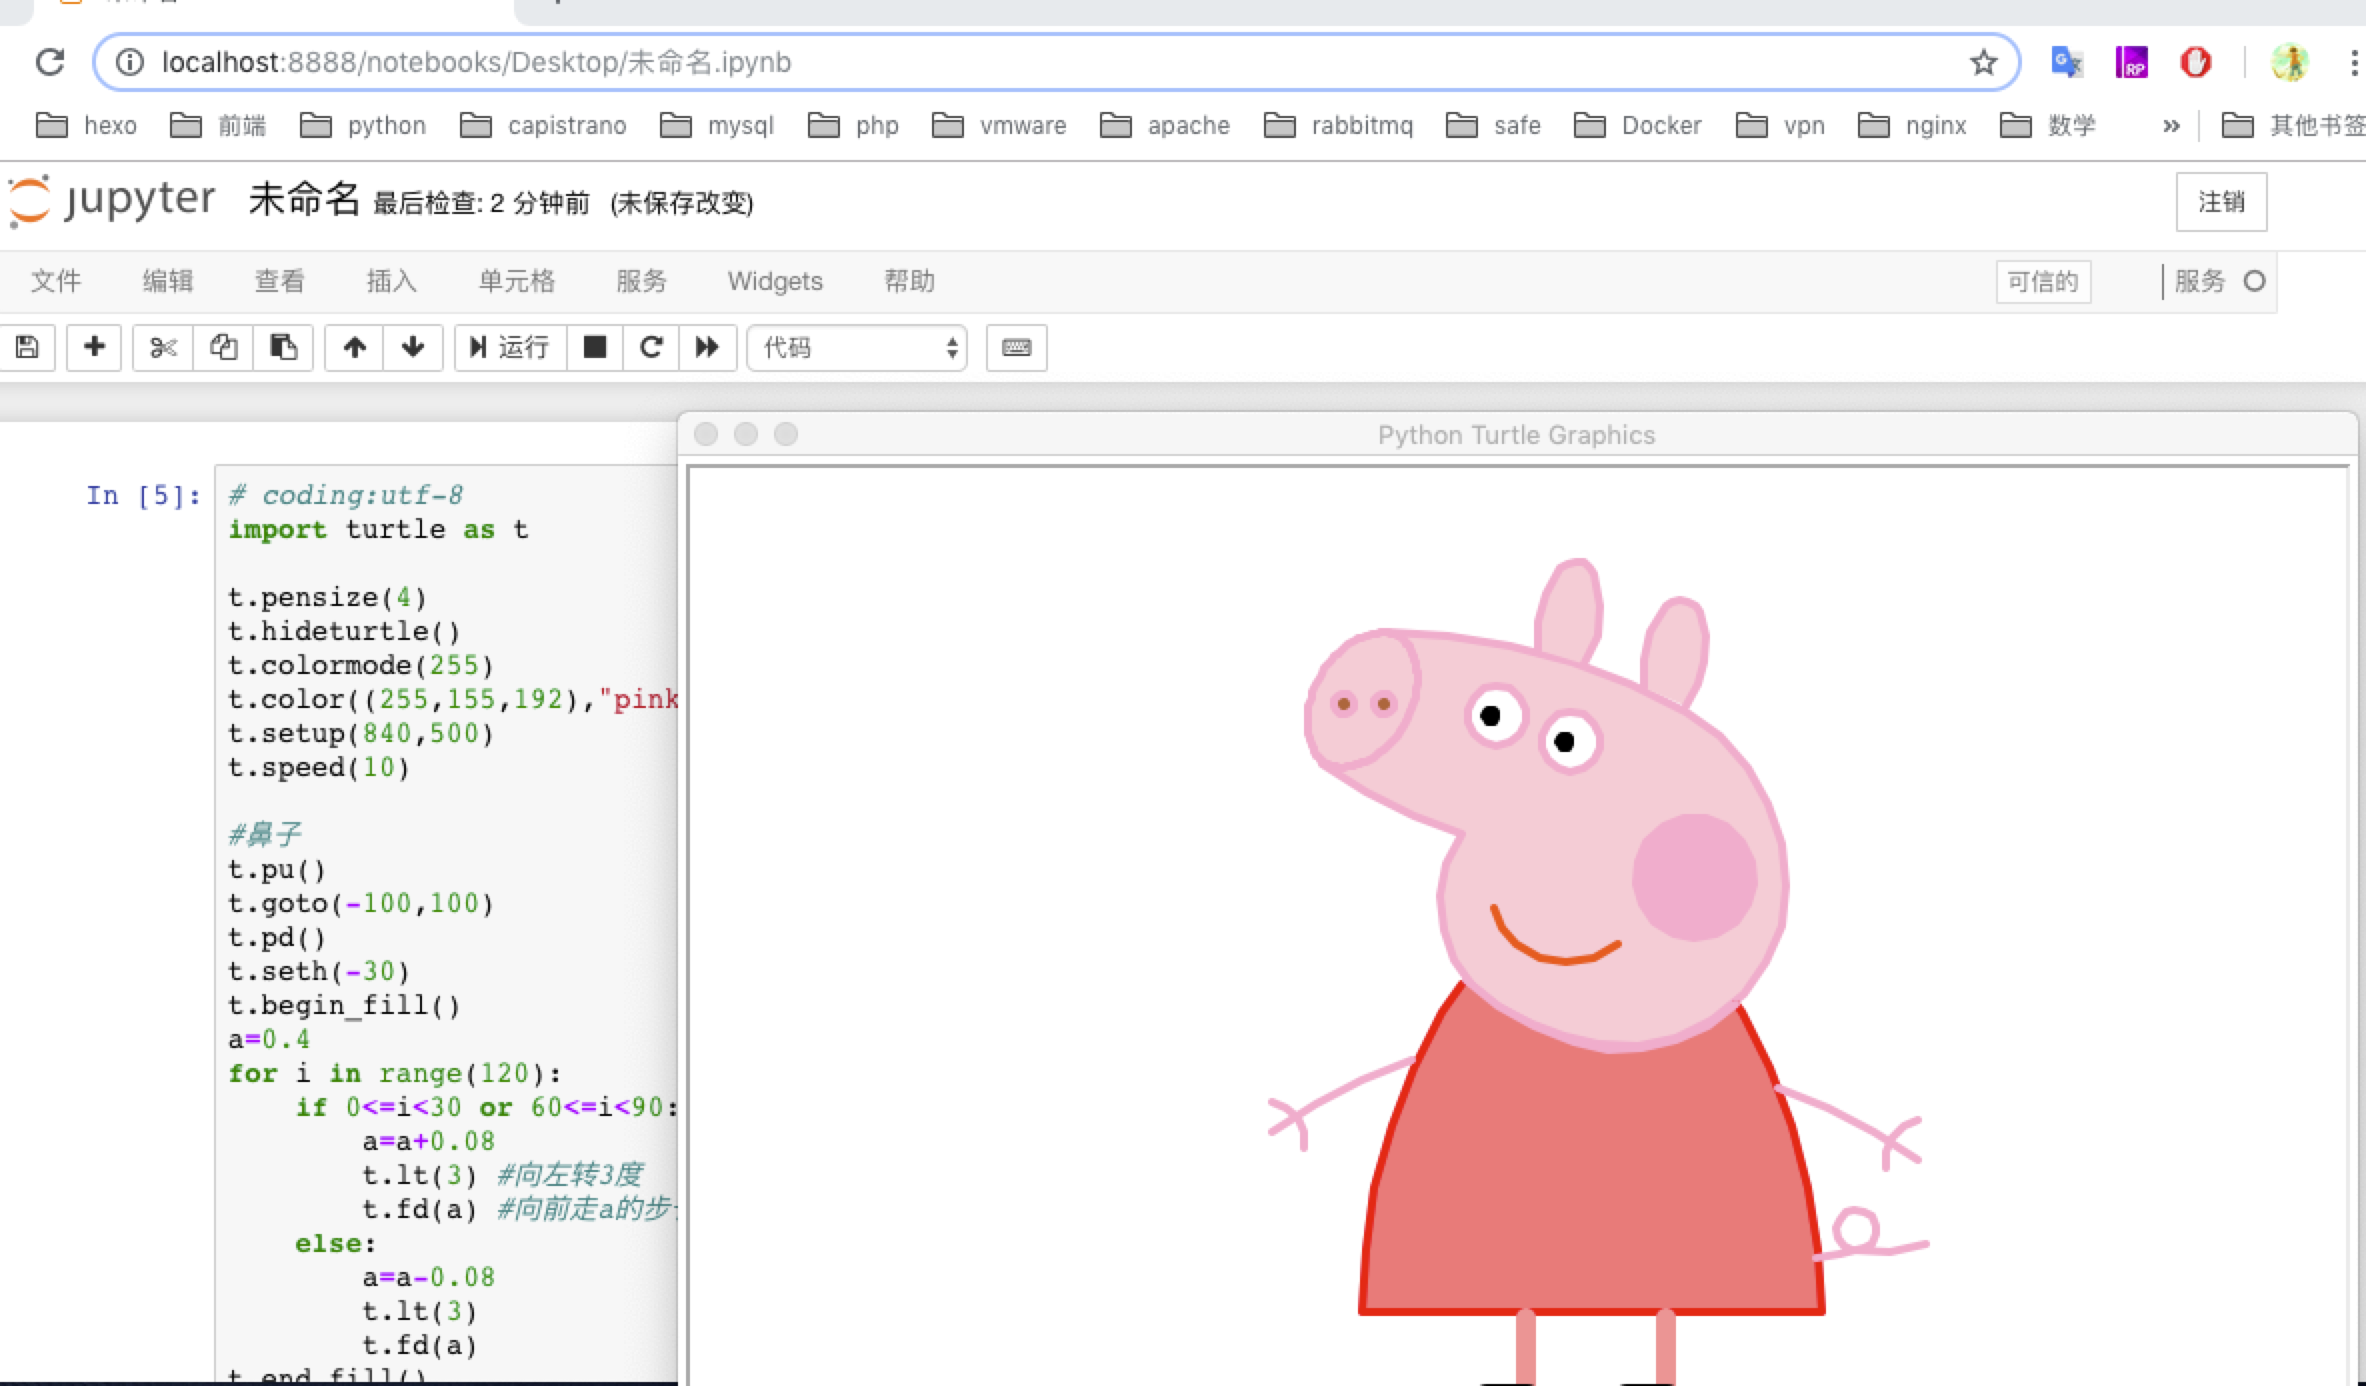 localhost:8888/notebooks/Desktop/未命名.ipynb
hexo 前端 python capistrano mysql php vmware apache rabbitmq safe Docker vpn nginx 数学 » 其他书签
jupyter 未命名 最后检查: 2 分钟前 (未保存改变) 注销
文件 编辑 查看 插入 单元格 服务 Widgets 帮助 可信的 服务
运行 代码
Python Turtle Graphics
In [5]: # coding:utf-8
import turtle as t
t.pensize(4)
t.hideturtle()
t.colormode(255)
t.color((255,155,192),"pink
t.setup(840,500)
t.speed(10)
#鼻子
t.pu()
t.goto(-100,100)
t.pd()
t.seth(-30)
t.begin_fill()
a=0.4
for i in range(120):
    if 0<=i<30 or 60<=i<90:
        a=a+0.08
        t.lt(3) #向左转3度
        t.fd(a) #向前走a的步
    else:
        a=a-0.08
        t.lt(3)
        t.fd(a)
t.end_fill()